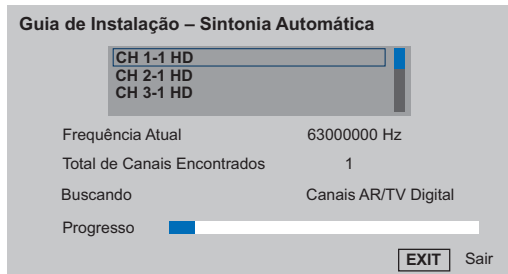 Guia de Instalação – Sintonia Automática
CH 1-1 HD
CH 2-1 HD
CH 3-1 HD
Frequência Atual 63000000 Hz
Total de Canais Encontrados 1
Buscando Canais AR/TV Digital
Progresso
EXIT Sair